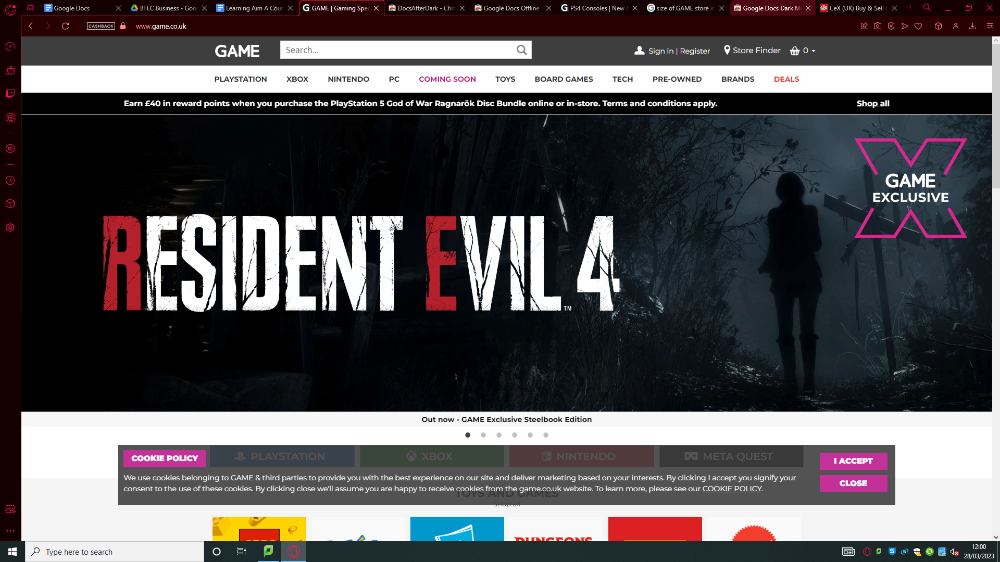 Google Docs
BTEC Business - Goo
Learning Aim A Cour
GAME | Gaming Spec
DocsAfterDark - Chr
Google Docs Offline
PS4 Consoles | New &
size of GAME store in
Google Docs Dark M
CeX (UK) Buy & Sell
CASHBACK
www.game.co.uk
GAME
Search...
Sign in | Register
Store Finder
0
PLAYSTATION
XBOX
NINTENDO
PC
COMING SOON
TOYS
BOARD GAMES
TECH
PRE-OWNED
BRANDS
DEALS
Earn £40 in reward points when you purchase the PlayStation 5 God of War Ragnarök Disc Bundle online or in-store. Terms and conditions apply.
Shop all
GAME
EXCLUSIVE
RESIDENT EVIL 4
TM
Out now - GAME Exclusive Steelbook Edition
COOKIE POLICY
PLAYSTATION
XBOX
NINTENDO
META QUEST
I ACCEPT
We use cookies belonging to GAME & third parties to provide you with the best experience on our site and deliver marketing based on your interests. By clicking I accept you signify your
consent to the use of these cookies. By clicking close we'll assume you are happy to receive cookies from the game.co.uk website. To learn more, please see our COOKIE POLICY.
CLOSE
TOYS AND GAMES
Shop all
DUNGEONS
Type here to search
12:00
28/03/2023